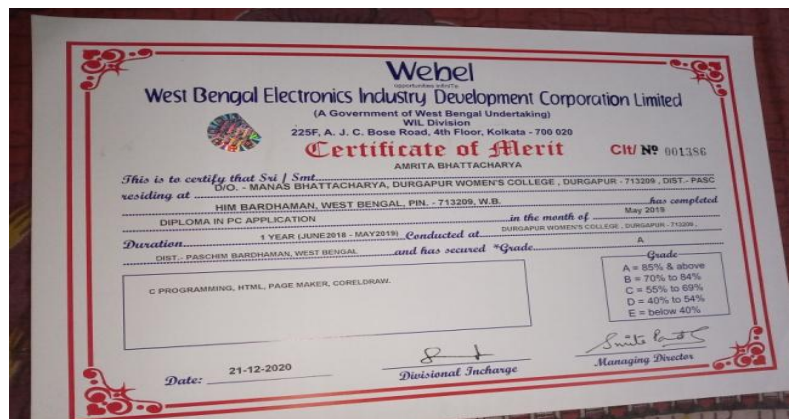 Webel
opportunities infiniTe
West Bengal Electronics Industry Development Corporation Limited
(A Government of West Bengal Undertaking)
WIL Division
225F, A. J. C. Bose Road, 4th Floor, Kolkata - 700 020
Certificate of Merit
Clt/ No 001386
This is to certify that Sri / Smt. AMRITA BHATTACHARYA
residing at D/O. - MANAS BHATTACHARYA, DURGAPUR WOMEN'S COLLEGE , DURGAPUR - 713209 , DIST.- PASC
HIM BARDHAMAN, WEST BENGAL, PIN. - 713209, W.B. has completed
DIPLOMA IN PC APPLICATION in the month of May 2019
Duration 1 YEAR (JUNE2018 - MAY2019) Conducted at DURGAPUR WOMEN'S COLLEGE , DURGAPUR - 713209 ,
DIST.- PASCHIM BARDHAMAN, WEST BENGAL and has secured *Grade A
C PROGRAMMING, HTML, PAGE MAKER, CORELDRAW.
Grade
A = 85% & above
B = 70% to 84%
C = 55% to 69%
D = 40% to 54%
E = below 40%
Date: 21-12-2020
Divisional Incharge
Managing Director